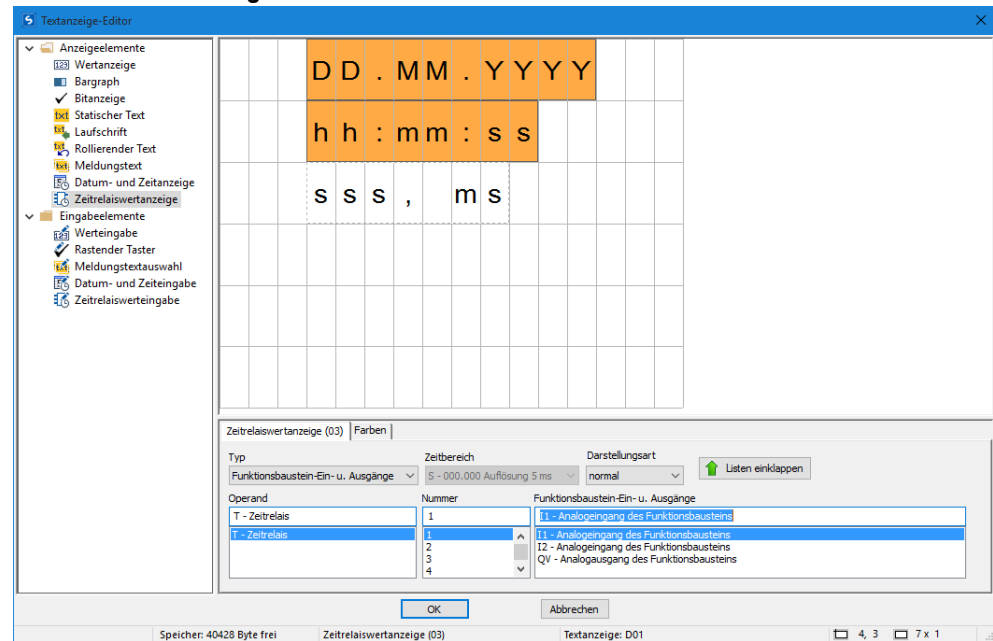 Textanzeige-Editor
Anzeigeelemente
Wertanzeige
Bargraph
Bitanzeige
Statischer Text
Laufschrift
Rollierender Text
Meldungstext
Datum- und Zeitanzeige
Zeitrelaiswertanzeige
Eingabeelemente
Werteingabe
Rastender Taster
Meldungstextauswahl
Datum- und Zeiteingabe
Zeitrelaiswerteingabe
DD.MM.YYYY
hh:mm:ss
sss, ms
Zeitrelaiswertanzeige (03) Farben
Typ Zeitbereich Darstellungsart
Funktionsbaustein-Ein- u. Ausgänge S - 000.000 Auflösung 5 ms normal Listen einklappen
Operand Nummer Funktionsbaustein-Ein- u. Ausgänge
T - Zeitrelais 1 I1 - Analogeingang des Funktionsbausteins
T - Zeitrelais 1 I1 - Analogeingang des Funktionsbausteins
2 I2 - Analogeingang des Funktionsbausteins
3 QV - Analogausgang des Funktionsbausteins
4
OK Abbrechen
Speicher: 40428 Byte frei Zeitrelaiswertanzeige (03) Textanzeige: D01 4, 3 7 x 1